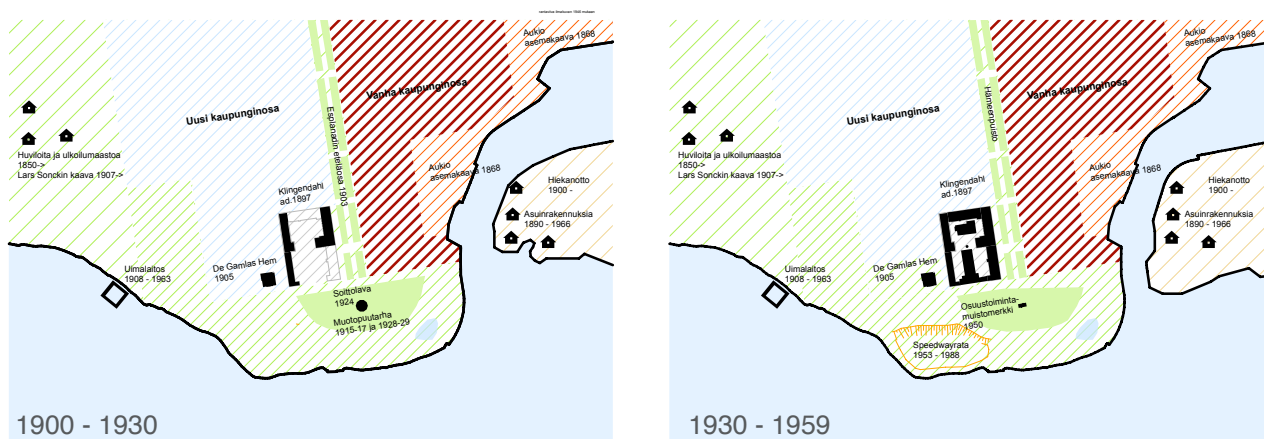 rantaviiva ilmakuvan 1946 mukaan
Aukio
asemakaava 1868
Vanha kaupunginosa
Uusi kaupunginosa
Esplanadin eteläosa 1903
Huviloita ja ulkoilumaastoa
1850->
Lars Sonckin kaava 1907->
Aukio
asemakaava 1868
Hiekanotto
1900 -
Klingendahl
ad.1897
Asuinrakennuksia
1890 - 1966
Uimalaitos
1908 - 1963
De Gamlas Hem
1905
Soittolava
1924
Muotopuutarha
1915-17 ja 1928-29
1900 - 1930
Aukio
asemakaava 1868
Vanha kaupunginosa
Uusi kaupunginosa
Hämeenpuisto
Huviloita ja ulkoilumaastoa
1850->
Lars Sonckin kaava 1907->
Aukio
asemakaava 1868
Hiekanotto
1900 -
Klingendahl
ad.1897
Asuinrakennuksia
1890 - 1966
Uimalaitos
1908 - 1963
De Gamlas Hem
1905
Osuustoiminta-
muistomerkki
1950
Speedwayrata
1953 - 1988
1930 - 1959